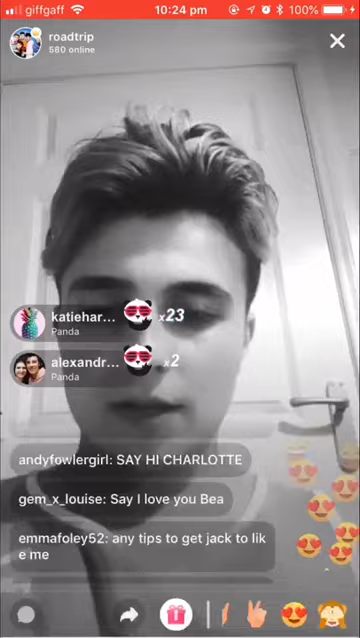 giffgaff 10:24 pm 100%
roadtrip
580 online
katiehar... x23
Panda
alexandr... x2
Panda
andyfowlergirl: SAY HI CHARLOTTE
gem_x_louise: Say I love you Bea
emmafoley52: any tips to get jack to lik
e me